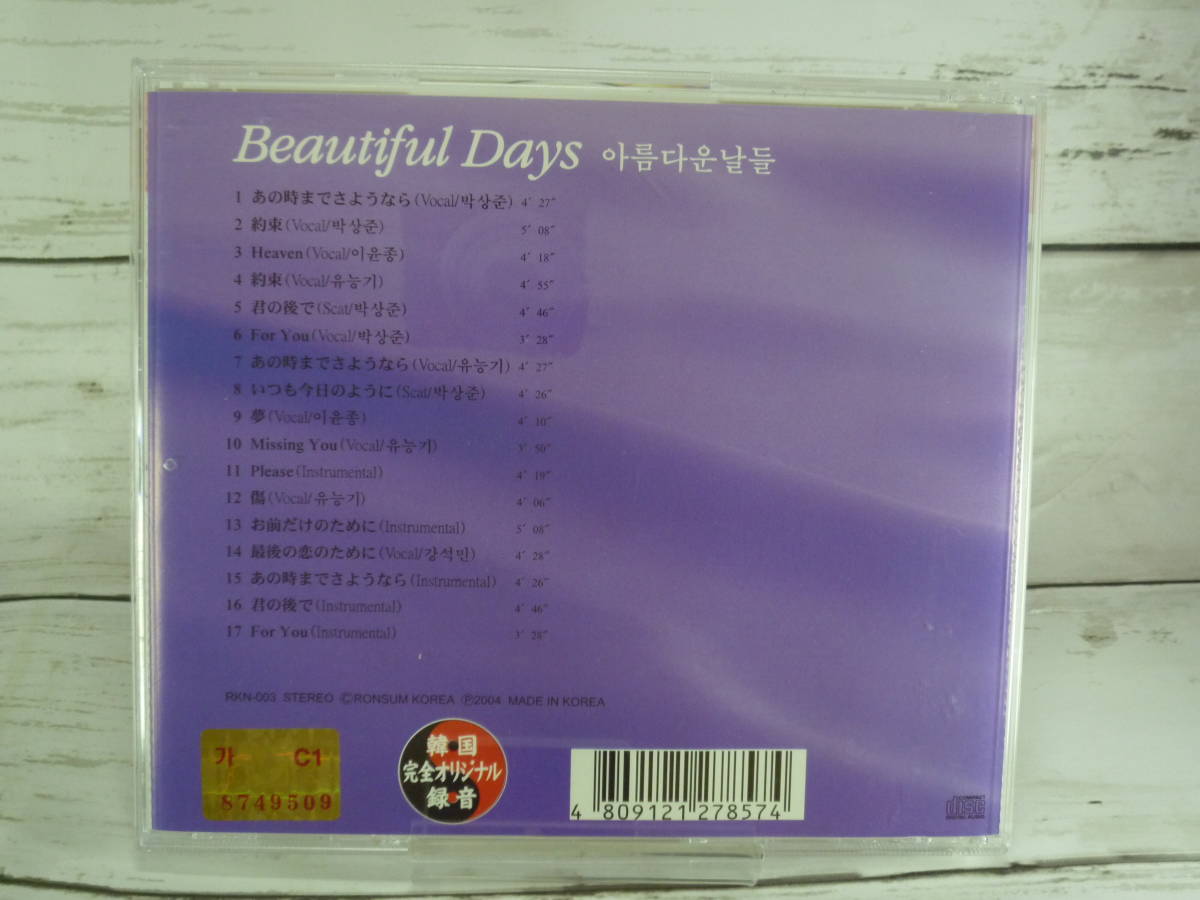 Beautiful Days 아름다운날들
1 あの時までさようなら(Vocal/박상준) 4′27″
2 約束(Vocal/박상준) 5′08″
3 Heaven(Vocal/이윤종) 4′18″
4 約束(Vocal/유능기) 4′55″
5 君の後で(Scat/박상준) 4′46″
6 For You(Vocal/박상준) 3′28″
7 あの時までさようなら(Vocal/유능기) 4′27″
8 いつも今日のように(Scat/박상준) 4′26″
9 夢(Vocal/이윤종) 4′10″
10 Missing You(Vocal/유능기) 3′50″
11 Please(Instrumental) 4′19″
12 傷(Vocal/유능기) 4′06″
13 お前だけのために(Instrumental) 5′08″
14 最後の恋のために(Vocal/강석민) 4′28″
15 あの時までさようなら(Instrumental) 4′26″
16 君の後で(Instrumental) 4′46″
17 For You(Instrumental) 3′28″
RKN-003 STEREO ©RONSUM KOREA ℗2004 MADE IN KOREA
가 C1
8749509
韓国
完全オリジナル
録音
4 809121 278574
COMPACT
disc
DIGITAL AUDIO